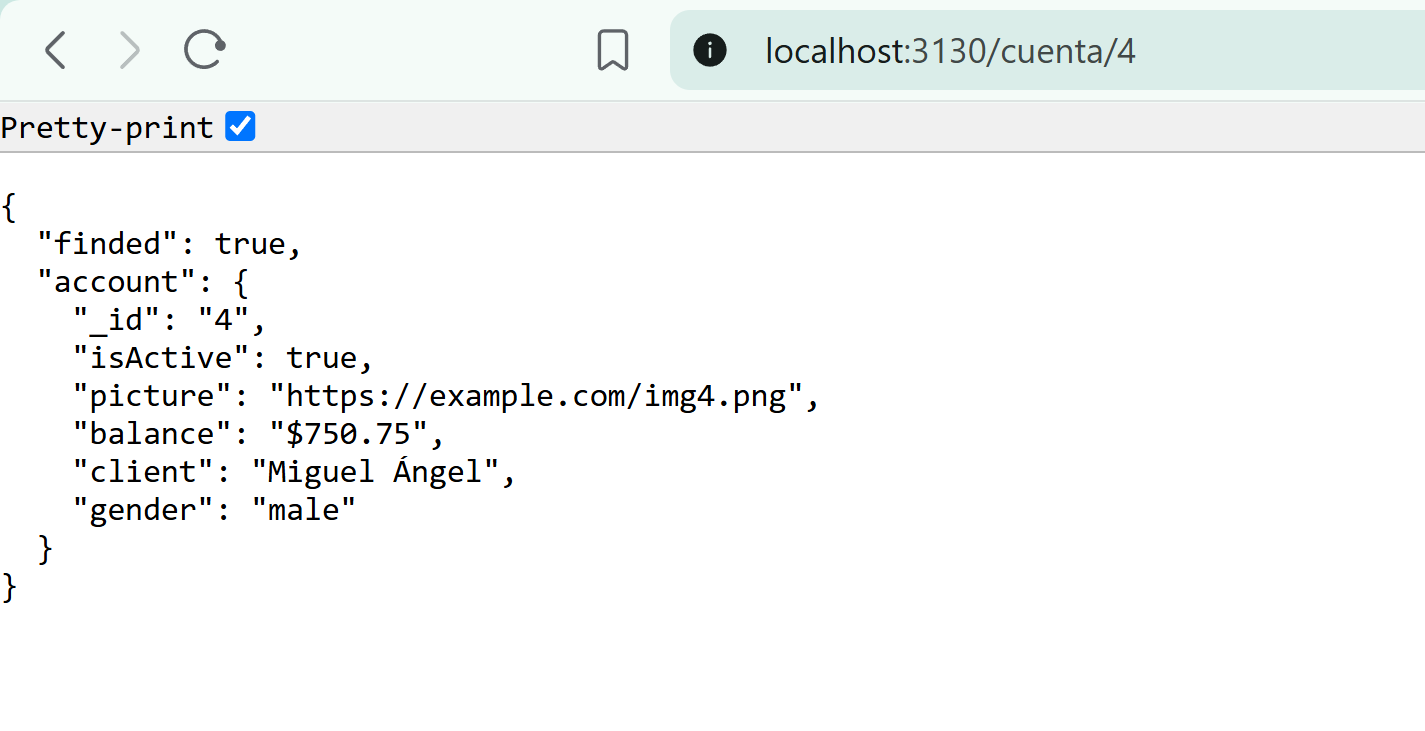 localhost:3130/cuenta/4
Pretty-print
{
  "finded": true,
  "account": {
    "_id": "4",
    "isActive": true,
    "picture": "https://example.com/img4.png",
    "balance": "$750.75",
    "client": "Miguel Ángel",
    "gender": "male"
  }
}